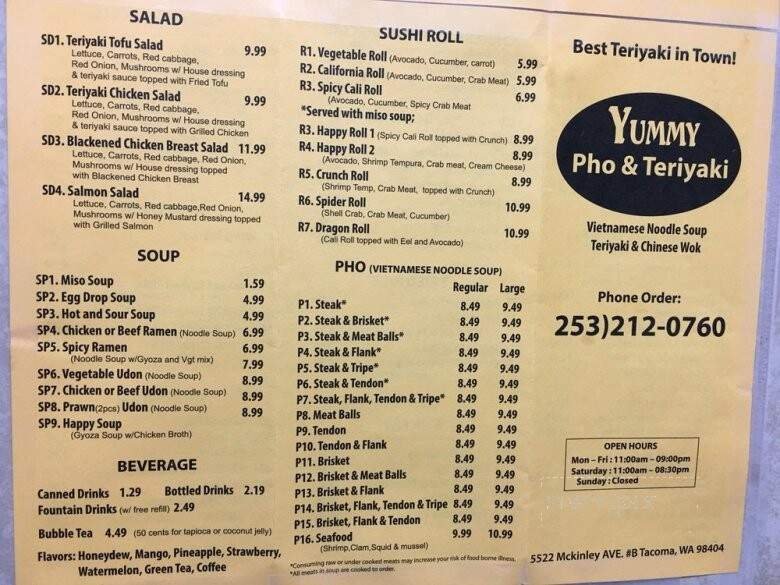 SALAD
SD1. Teriyaki Tofu Salad 9.99
Lettuce, Carrots, Red cabbage,
Red Onion, Mushrooms w/ House dressing
& teriyaki sauce topped with Fried Tofu
SD2. Teriyaki Chicken Salad 9.99
Lettuce, Carrots, Red cabbage,
Red Onion, Mushrooms w/ House dressing
& teriyaki sauce topped with Grilled Chicken
SD3. Blackened Chicken Breast Salad 11.99
Lettuce, Carrots, Red cabbage, Red Onion,
Mushrooms w/ House dressing topped
with Blackened Chicken Breast
SD4. Salmon Salad 14.99
Lettuce, Carrots, Red cabbage,Red Onion,
Mushrooms w/ Honey Mustard dressing topped
with Grilled Salmon
SOUP
SP1. Miso Soup 1.59
SP2. Egg Drop Soup 4.99
SP3. Hot and Sour Soup 4.99
SP4. Chicken or Beef Ramen (Noodle Soup) 6.99
SP5. Spicy Ramen 6.99
(Noodle Soup w/Gyoza and Vgt mix) 7.99
SP6. Vegetable Udon (Noodle Soup) 8.99
SP7. Chicken or Beef Udon (Noodle Soup) 8.99
SP8. Prawn(2pcs) Udon (Noodle Soup) 8.99
SP9. Happy Soup
(Gyoza Soup w/Chicken Broth)
BEVERAGE
Canned Drinks 1.29 Bottled Drinks 2.19
Fountain Drinks (w/ free refill) 2.49
Bubble Tea 4.49 (50 cents for tapioca or coconut jelly)
Flavors: Honeydew, Mango, Pineapple, Strawberry,
Watermelon, Green Tea, Coffee
SUSHI ROLL
R1. Vegetable Roll (Avocado, Cucumber, carrot) 5.99
R2. California Roll (Avocado, Cucumber, Crab Meat) 5.99
R3. Spicy Cali Roll 6.99
(Avocado, Cucumber, Spicy Crab Meat
*Served with miso soup;
R3. Happy Roll 1 (Spicy Cali Roll topped with Crunch) 8.99
R4. Happy Roll 2 8.99
(Avocado, Shrimp Tempura, Crab meat, Cream Cheese)
R5. Crunch Roll 8.99
(Shrimp Temp, Crab Meat, topped with Crunch)
R6. Spider Roll 10.99
(Shell Crab, Crab Meat, Cucumber)
R7. Dragon Roll 10.99
(Cali Roll topped with Eel and Avocado)
PHO (VIETNAMESE NOODLE SOUP)
Regular Large
P1. Steak* 8.49 9.49
P2. Steak & Brisket* 8.49 9.49
P3. Steak & Meat Balls* 8.49 9.49
P4. Steak & Flank* 8.49 9.49
P5. Steak & Tripe* 8.49 9.49
P6. Steak & Tendon* 8.49 9.49
P7. Steak, Flank, Tendon & Tripe* 8.49 9.49
P8. Meat Balls 8.49 9.49
P9. Tendon 8.49 9.49
P10. Tendon & Flank 8.49 9.49
P11. Brisket 8.49 9.49
P12. Brisket & Meat Balls 8.49 9.49
P13. Brisket & Flank 8.49 9.49
P14. Brisket, Flank, Tendon & Tripe 8.49 9.49
P15. Brisket, Flank & Tendon 8.49 9.49
P16. Seafood 9.99 10.99
(Shrimp,Clam,Squid & mussel)
*Consuming raw or under cooked meats may increase your risk of food borne illness.
*All meats in soup are cooked to order.
Best Teriyaki in Town!
YUMMY
Pho & Teriyaki
Vietnamese Noodle Soup
Teriyaki & Chinese Wok
Phone Order:
253)212-0760
OPEN HOURS
Mon – Fri : 11:00am – 09:00pm
Saturday : 11:00am – 08:30pm
Sunday : Closed
5522 Mckinley AVE. #B Tacoma, WA 98404